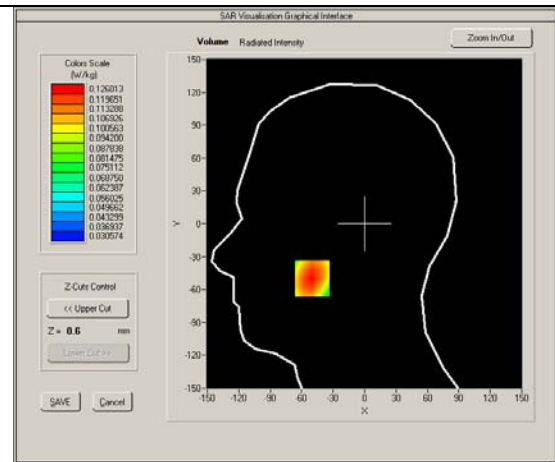 SAR Visualisation Graphical Interface
Volume Radiated Intensity
Zoom In/Out
Colors Scale
(W/kg)
0.126013
0.119651
0.113288
0.106926
0.100563
0.094200
0.087838
0.081475
0.075112
0.068750
0.062387
0.056025
0.049662
0.043299
0.036937
0.030574
Z-Cuts Control
<< Upper Cut
Z = 0.6 mm
Lower Cut >>
SAVE Cancel
150
120
90
60
30
0
-30
-60
-90
-120
-150
Y
-150 -120 -90 -60 -30 0 30 60 90 120 150
X